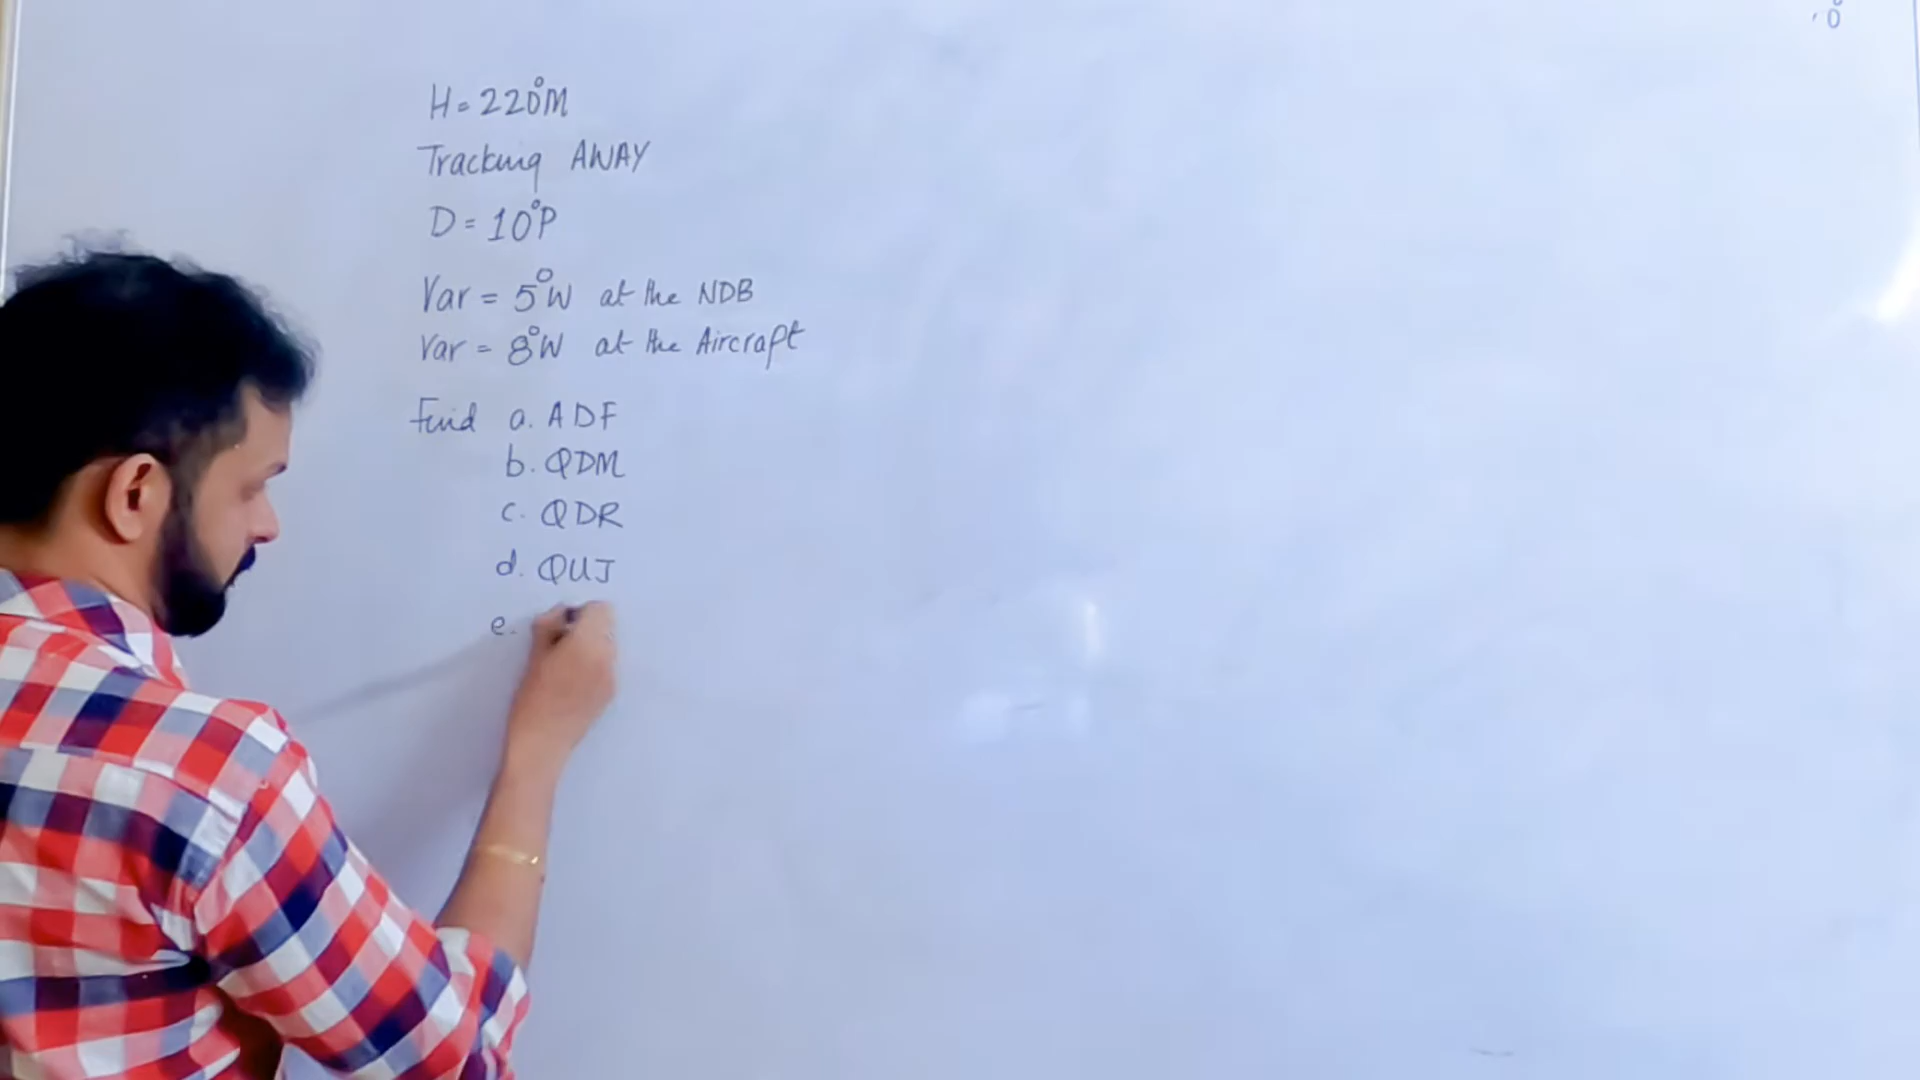 H = 220°M
Tracking AWAY
D = 10°P
Var = 5°W at the NDB
Var = 8°W at the Aircraft
Find a. ADF
b. QDM
c. QDR
d. QUJ
e.